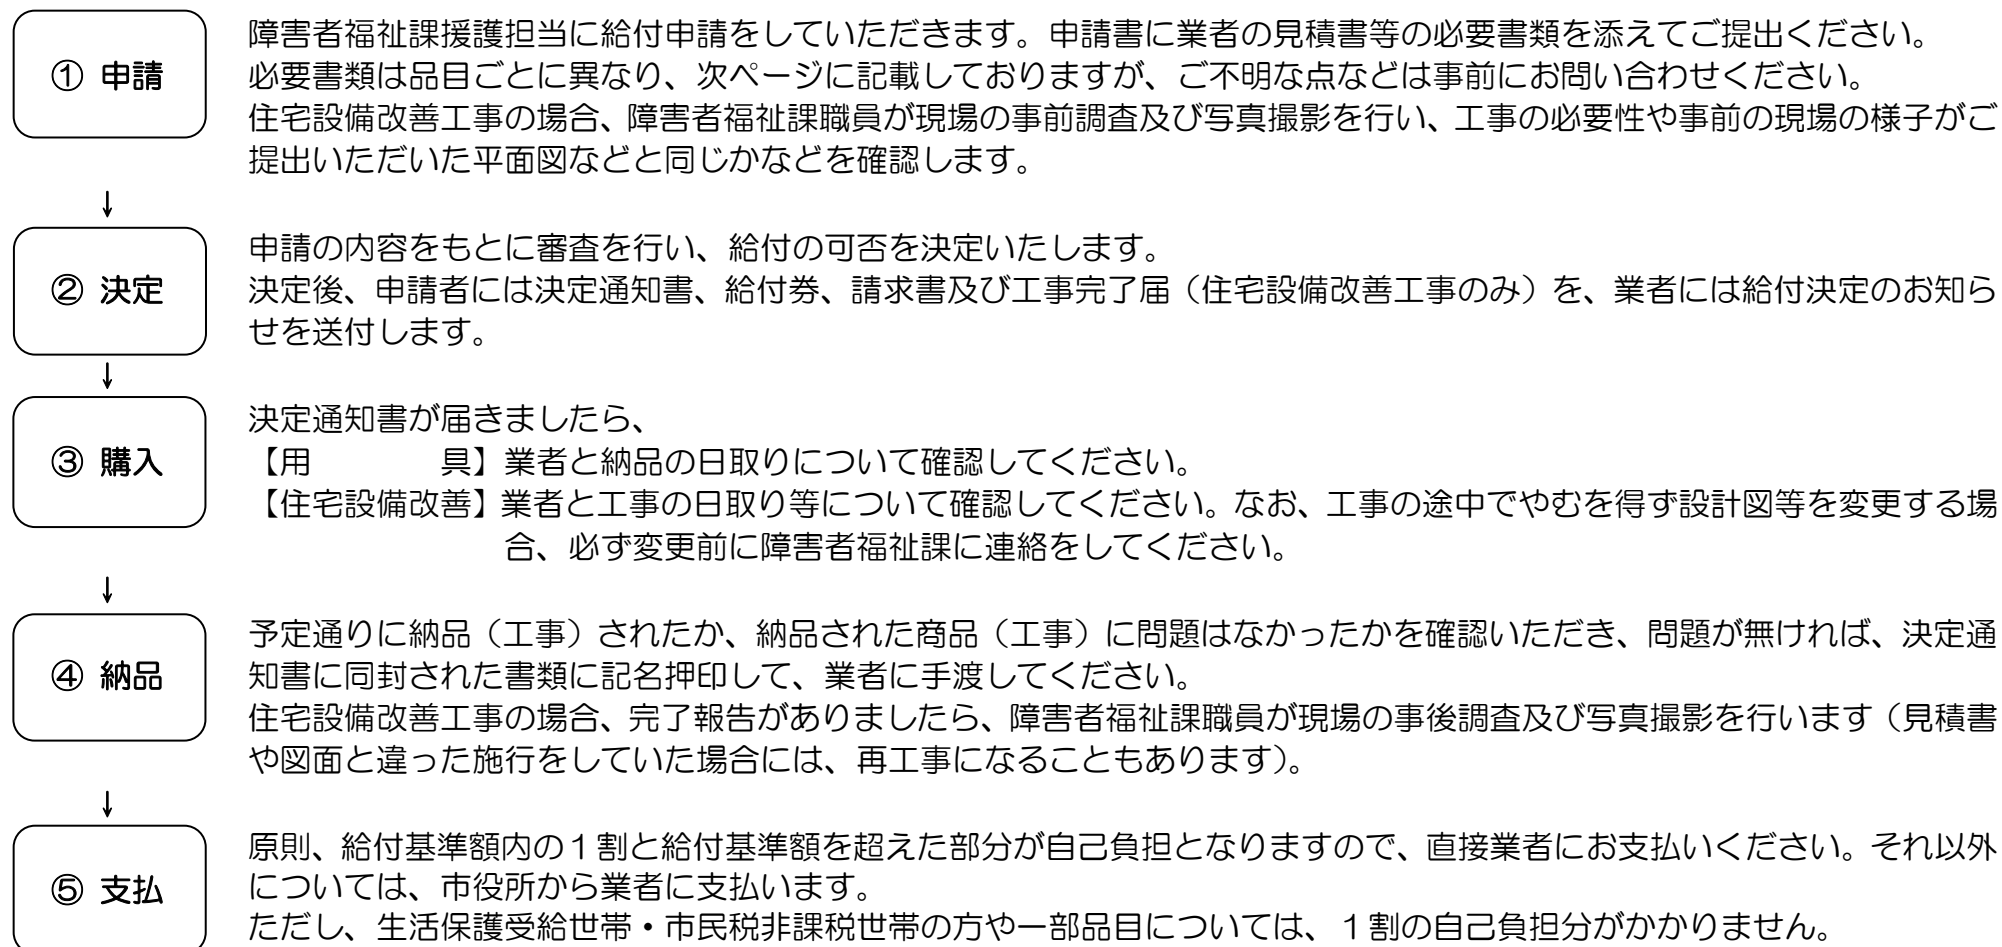 ① 申請
障害者福祉課援護担当に給付申請をしていただきます。申請書に業者の見積書等の必要書類を添えてご提出ください。
必要書類は品目ごとに異なり、次ページに記載しておりますが、ご不明な点などは事前にお問い合わせください。
住宅設備改善工事の場合、障害者福祉課職員が現場の事前調査及び写真撮影を行い、工事の必要性や事前の現場の様子がご
提出いただいた平面図などと同じかなどを確認します。
↓
② 決定
申請の内容をもとに審査を行い、給付の可否を決定いたします。
決定後、申請者には決定通知書、給付券、請求書及び工事完了届（住宅設備改善工事のみ）を、業者には給付決定のお知ら
せを送付します。
↓
③ 購入
決定通知書が届きましたら、
【用　　　　具】業者と納品の日取りについて確認してください。
【住宅設備改善】業者と工事の日取り等について確認してください。なお、工事の途中でやむを得ず設計図等を変更する場
合、必ず変更前に障害者福祉課に連絡をしてください。
↓
④ 納品
予定通りに納品（工事）されたか、納品された商品（工事）に問題はなかったかを確認いただき、問題が無ければ、決定通
知書に同封された書類に記名押印して、業者に手渡してください。
住宅設備改善工事の場合、完了報告がありましたら、障害者福祉課職員が現場の事後調査及び写真撮影を行います（見積書
や図面と違った施行をしていた場合には、再工事になることもあります）。
↓
⑤ 支払
原則、給付基準額内の１割と給付基準額を超えた部分が自己負担となりますので、直接業者にお支払いください。それ以外
については、市役所から業者に支払います。
ただし、生活保護受給世帯・市民税非課税世帯の方や一部品目については、１割の自己負担分がかかりません。